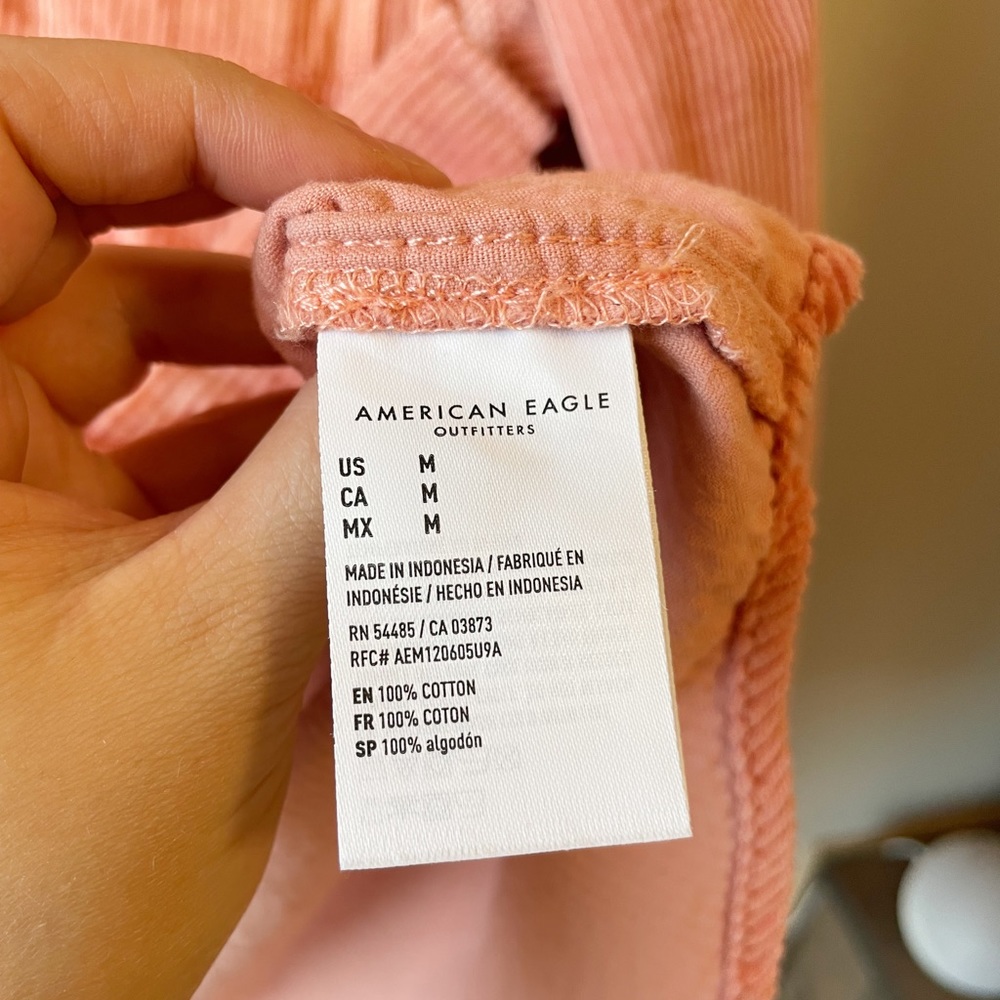 AMERICAN EAGLE
OUTFITTERS
US M
CA M
MX M
MADE IN INDONESIA / FABRIQUÉ EN
INDONÉSIE / HECHO EN INDONESIA
RN 54485 / CA 03873
RFC# AEM120605U9A
EN 100% COTTON
FR 100% COTON
SP 100% algodón